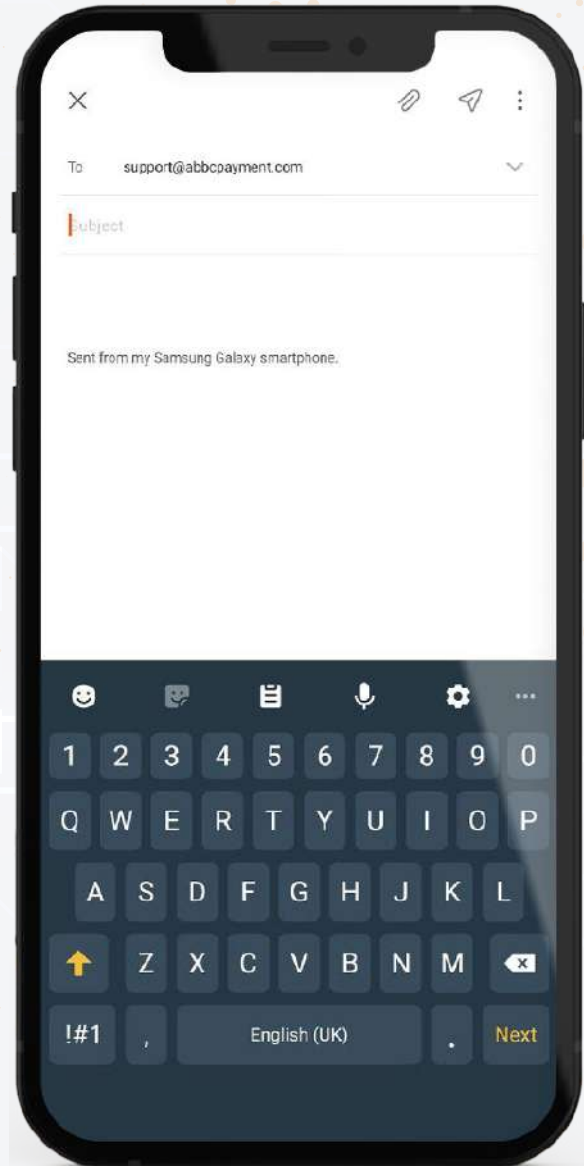 To support@abbcpayment.com
Subject
Sent from my Samsung Galaxy smartphone.
1 2 3 4 5 6 7 8 9 0
Q W E R T Y U I O P
A S D F G H J K L
Z X C V B N M
!#1 , English (UK) . Next